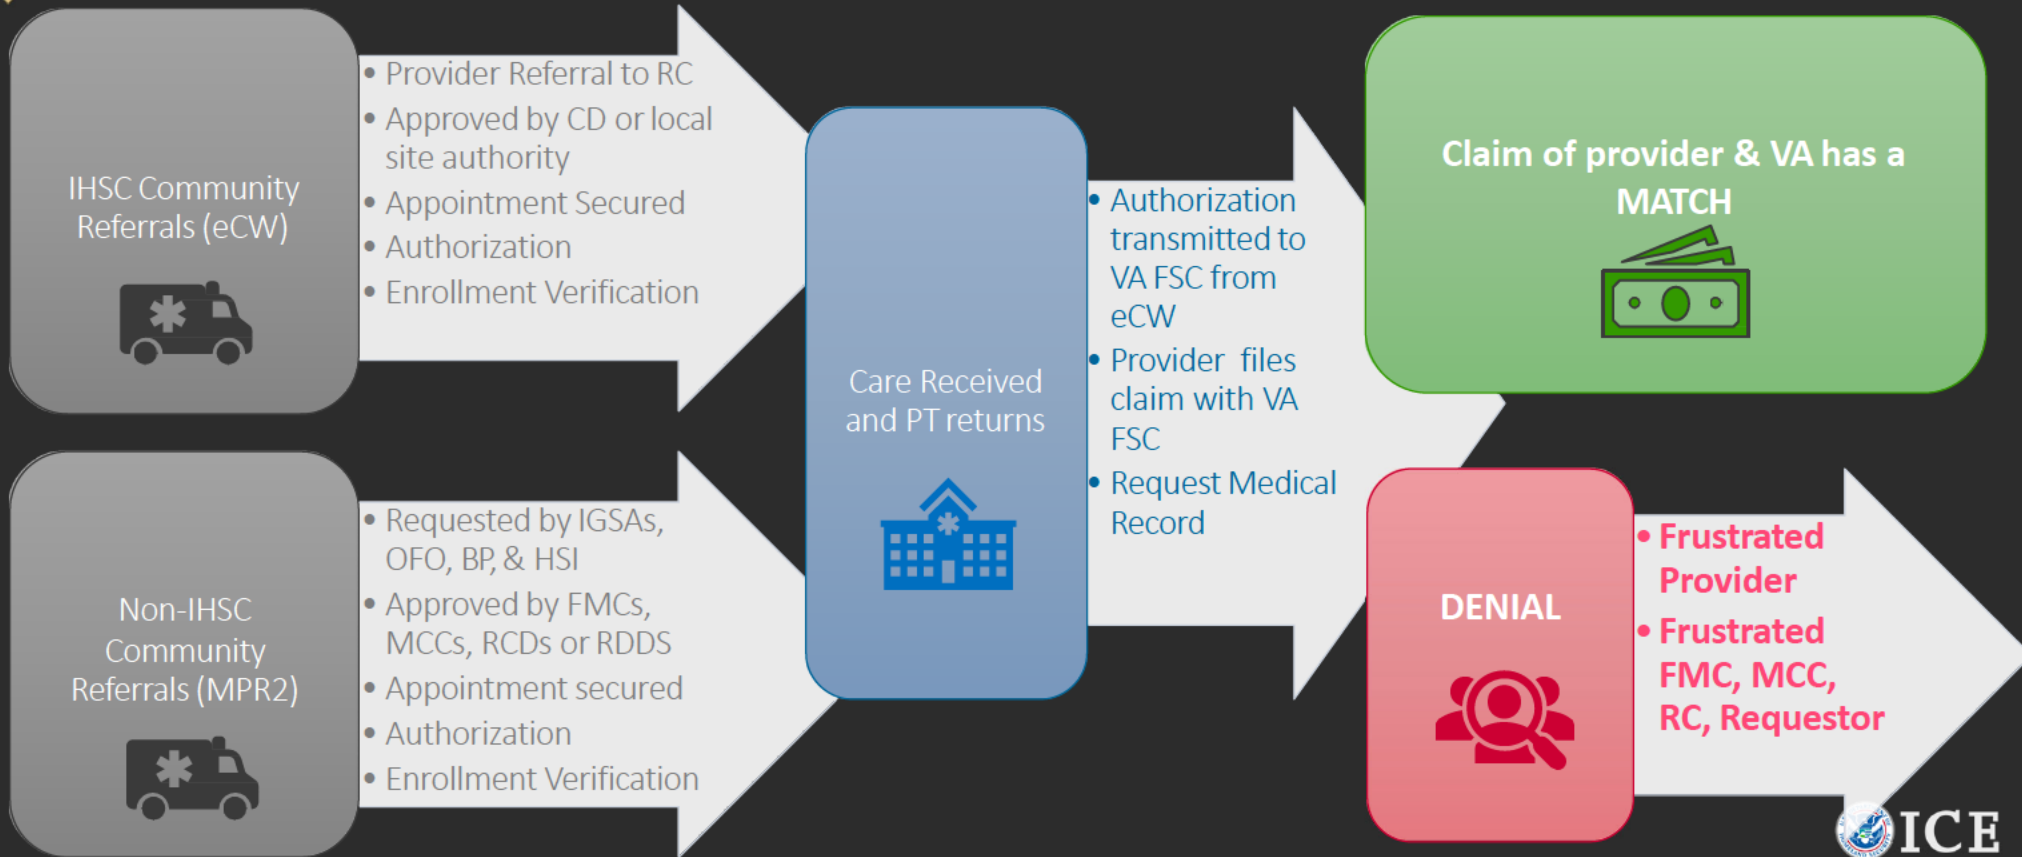 IHSC Community
Referrals (eCW)
• Provider Referral to RC
• Approved by CD or local
site authority
• Appointment Secured
• Authorization
• Enrollment Verification
Non-IHSC
Community
Referrals (MPR2)
• Requested by IGSAs,
OFO, BP, & HSI
• Approved by FMCs,
MCCs, RCDs or RDDS
• Appointment secured
• Authorization
• Enrollment Verification
Care Received
and PT returns
• Authorization
transmitted to
VA FSC from
eCW
• Provider files
claim with VA
FSC
• Request Medical
Record
Claim of provider & VA has a
MATCH
DENIAL
• Frustrated
Provider
• Frustrated
FMC, MCC,
RC, Requestor
ICE